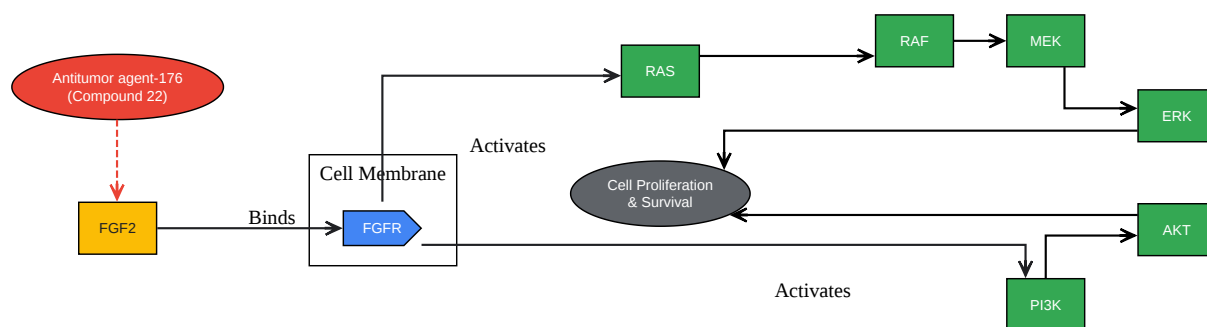 Antitumor agent-176
(Compound 22)
RAS
RAF
MEK
ERK
Activates
Cell Membrane
Cell Proliferation
& Survival
FGF2
Binds
FGFR
AKT
Activates
PI3K